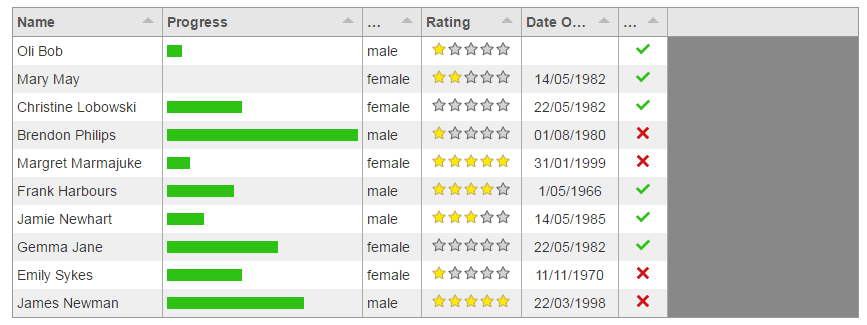 Name Progress ... Rating Date O... ...
Oli Bob male
Mary May female 14/05/1982
Christine Lobowski female 22/05/1982
Brendon Philips male 01/08/1980
Margret Marmajuke female 31/01/1999
Frank Harbours male 1/05/1966
Jamie Newhart male 14/05/1985
Gemma Jane female 22/05/1982
Emily Sykes female 11/11/1970
James Newman male 22/03/1998